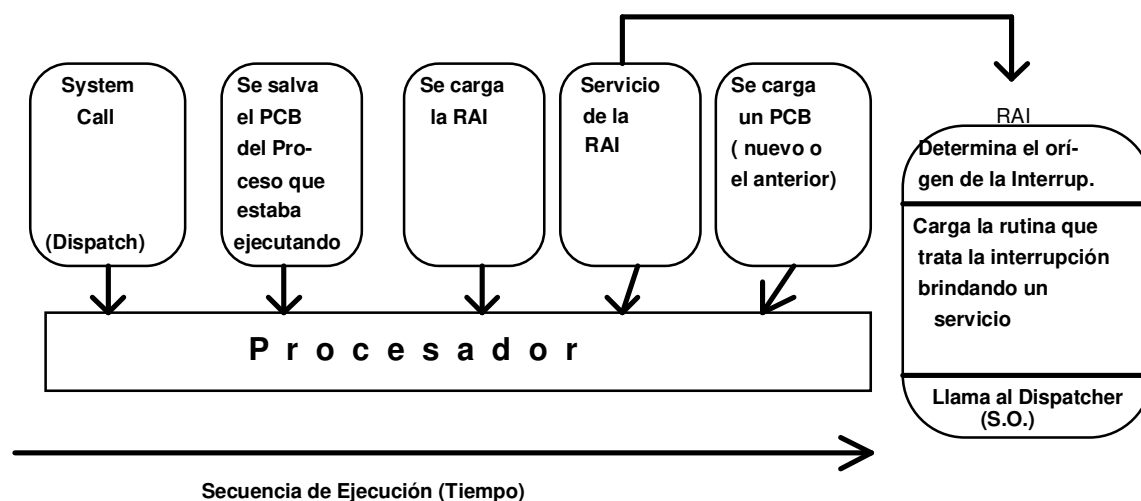 System
Call
(Dispatch)
Se salva
el PCB
del Pro-
ceso que
estaba
ejecutando
Se carga
la RAI
Servicio
de la
RAI
Se carga
un PCB
( nuevo o
el anterior)
RAI
Determina el orí-
gen de la Interrup.
Carga la rutina que
trata la interrupción
brindando un
servicio
Llama al Dispatcher
(S.O.)
P r o c e s a d o r
Secuencia de Ejecución (Tiempo)